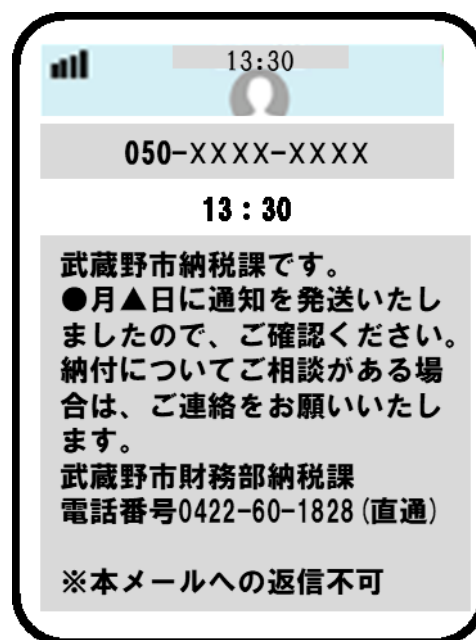 13:30
050-XXXX-XXXX
13：30
武蔵野市納税課です。
●月▲日に通知を発送いたし
ましたので、ご確認ください。
納付についてご相談がある場
合は、ご連絡をお願いいたし
ます。
武蔵野市財務部納税課
電話番号0422-60-1828(直通)
※本メールへの返信不可